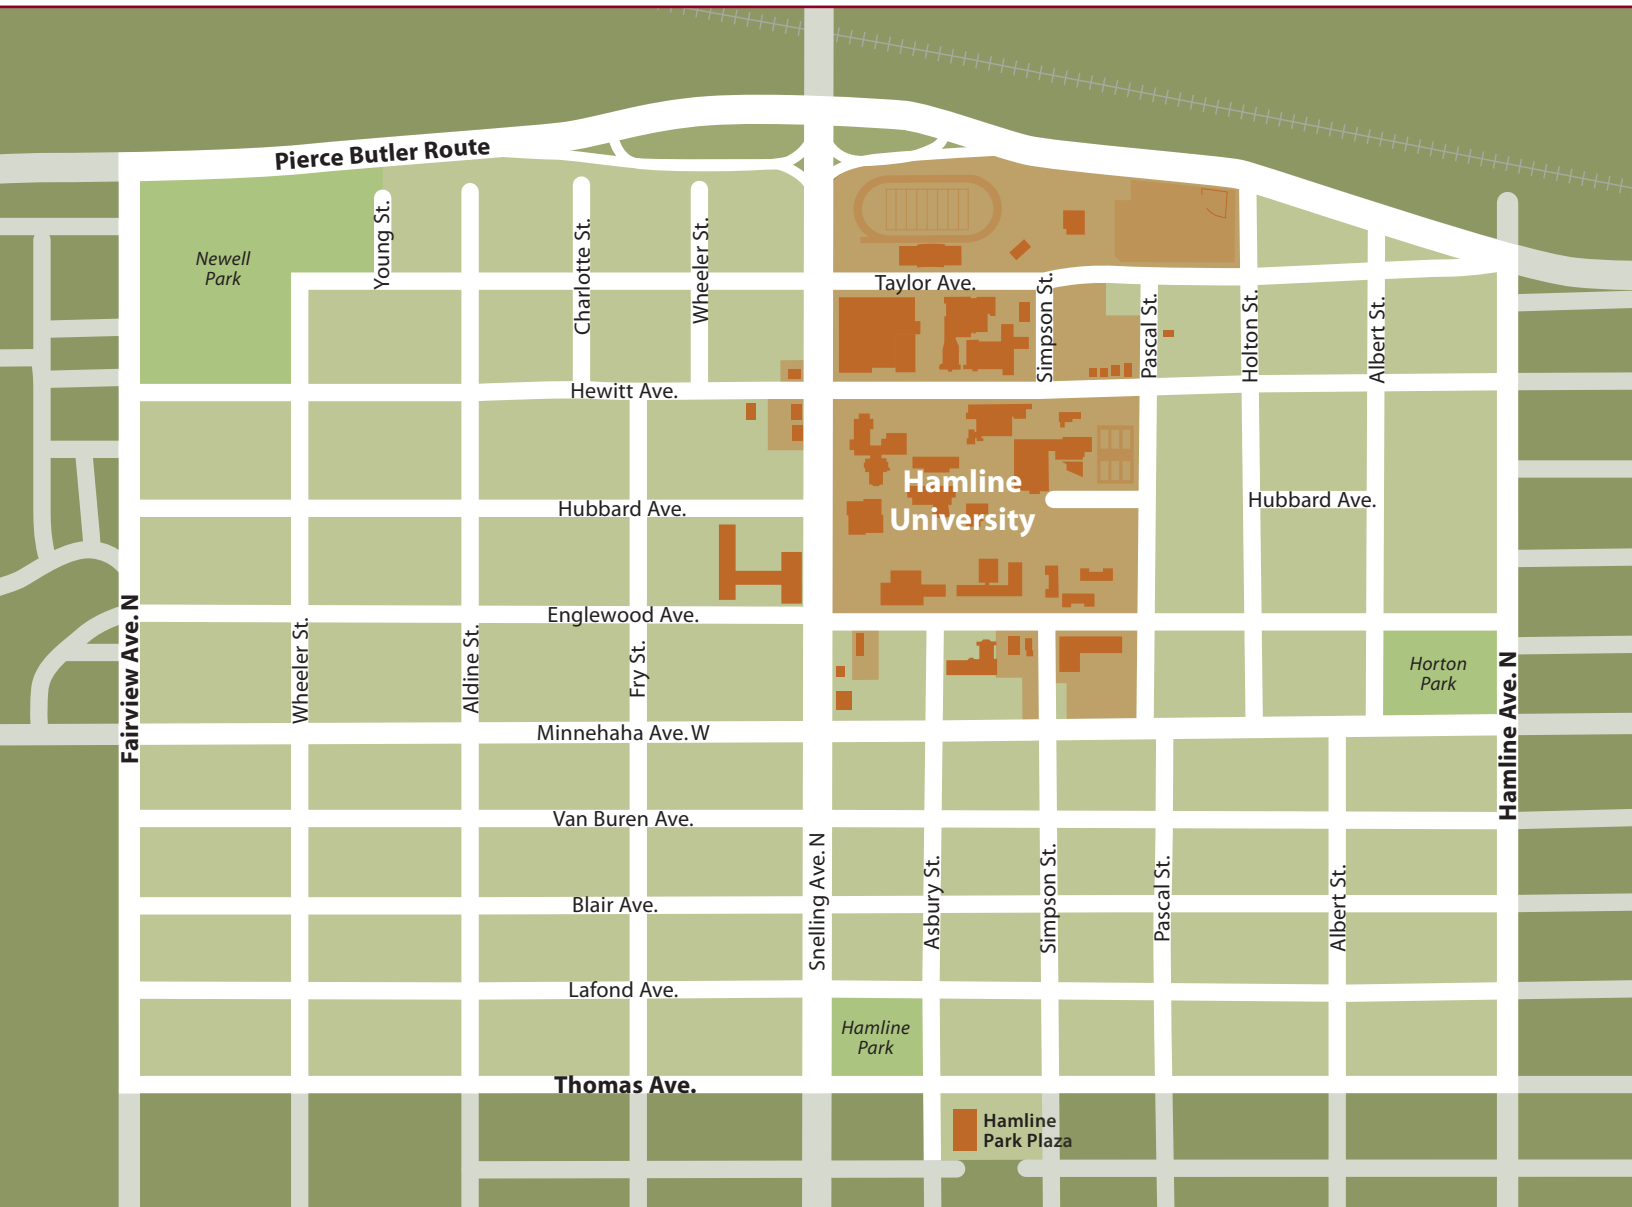 Pierce Butler Route
Newell
Park
Young St.
Charlotte St.
Wheeler St.
Taylor Ave.
Simpson St.
Pascal St.
Holton St.
Albert St.
Hewitt Ave.
Hamline
University
Hubbard Ave.
Hubbard Ave.
Englewood Ave.
Fairview Ave. N
Wheeler St.
Aldine St.
Fry St.
Horton
Park
Hamline Ave. N
Minnehaha Ave. W
Van Buren Ave.
Snelling Ave. N
Asbury St.
Simpson St.
Pascal St.
Albert St.
Blair Ave.
Lafond Ave.
Hamline
Park
Thomas Ave.
Hamline
Park Plaza